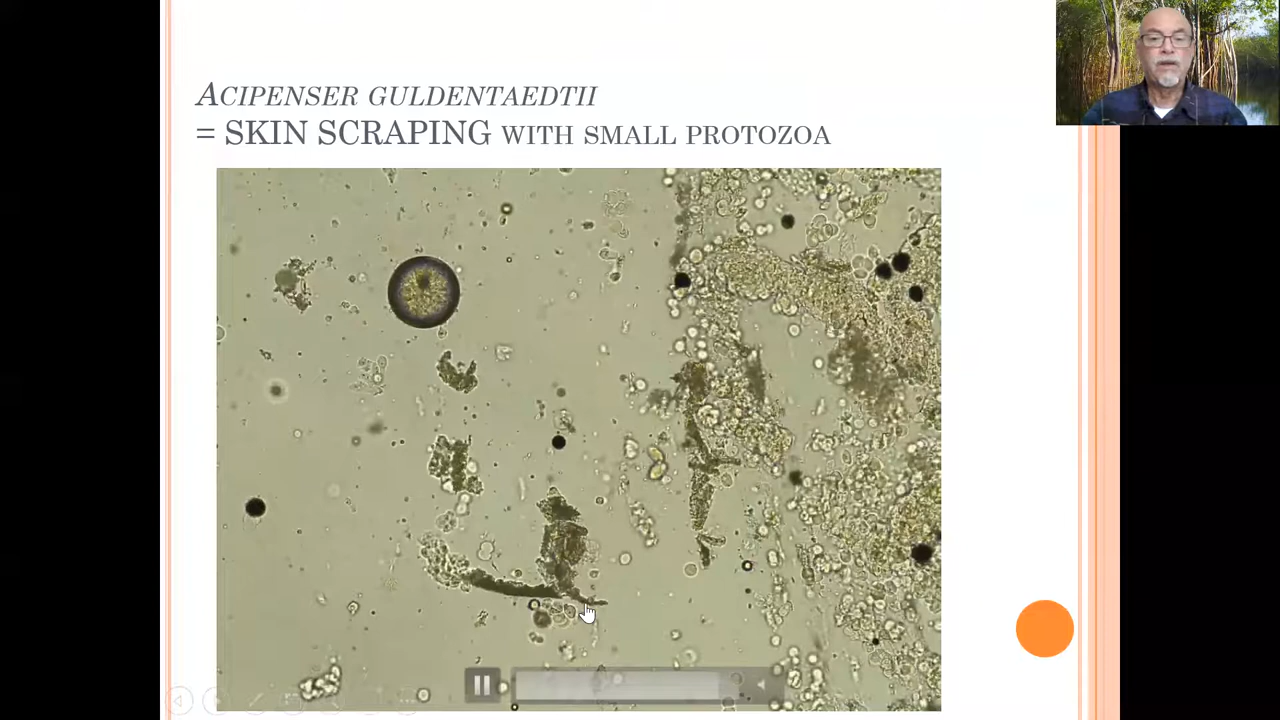 ACIPENSER GULDENTAEDTII
= SKIN SCRAPING WITH SMALL PROTOZOA